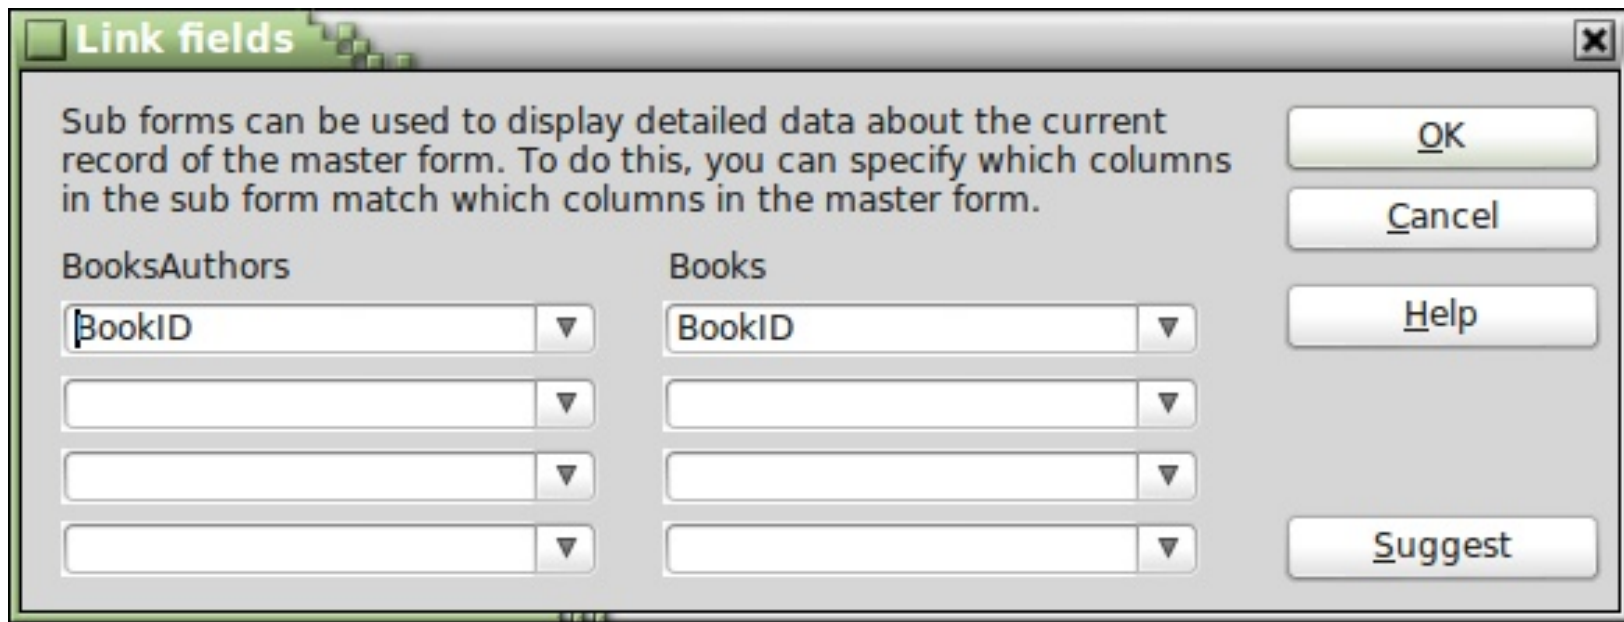 Link fields
Sub forms can be used to display detailed data about the current
record of the master form. To do this, you can specify which columns
in the sub form match which columns in the master form.
OK
Cancel
BooksAuthors Books
BookID BookID
Help
Suggest